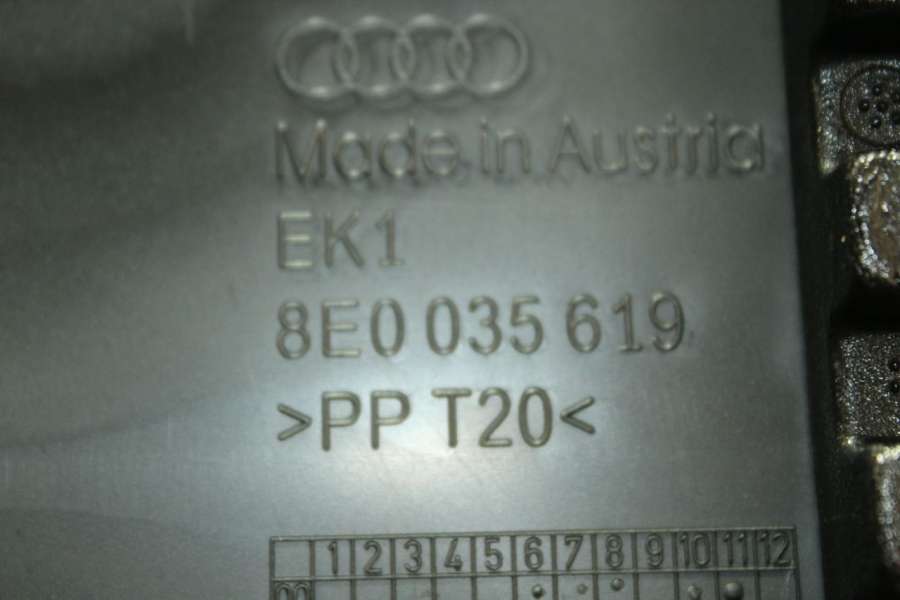 Made in Austria
EK1
8E0 035 619
>PP T20<
1 2 3 4 5 6 7 8 9 10 11 12